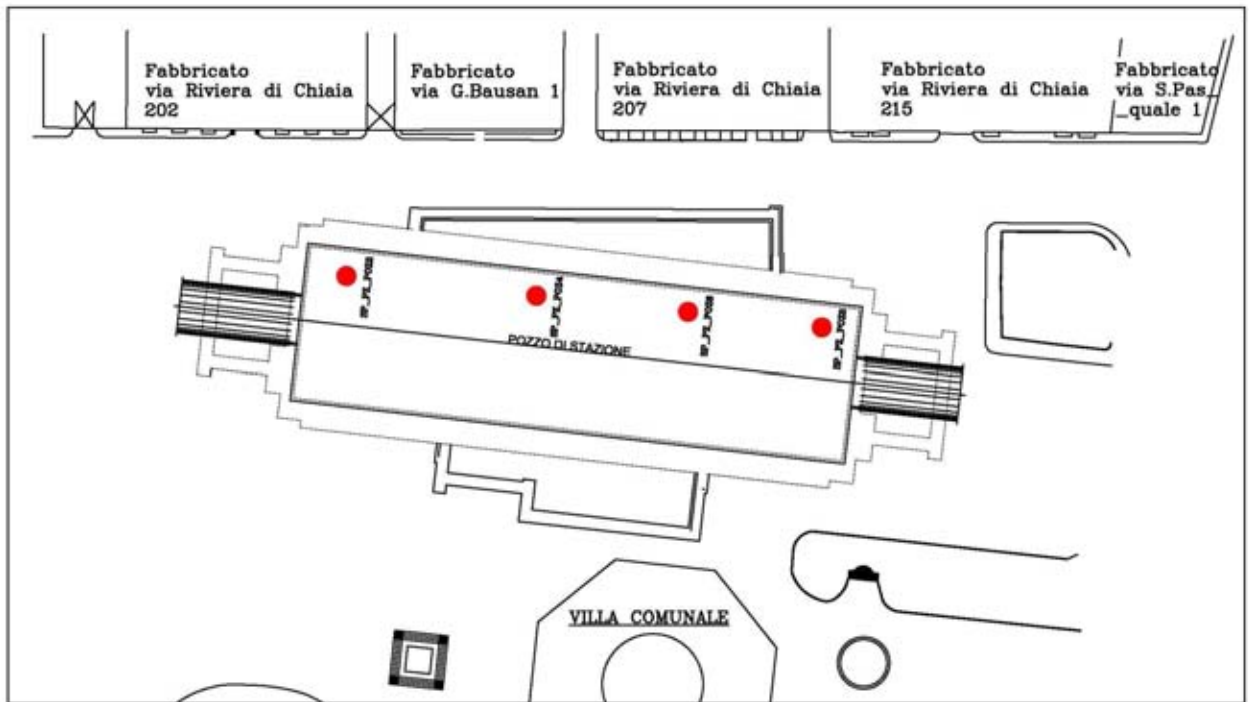 Fabbricato
via Riviera di Chiaia
202
Fabbricato
via G.Bausan 1
Fabbricato
via Riviera di Chiaia
207
Fabbricato
via Riviera di Chiaia
215
Fabbricato
via S.Pas_
_quale 1
POZZO DI STAZIONE
VILLA COMUNALE